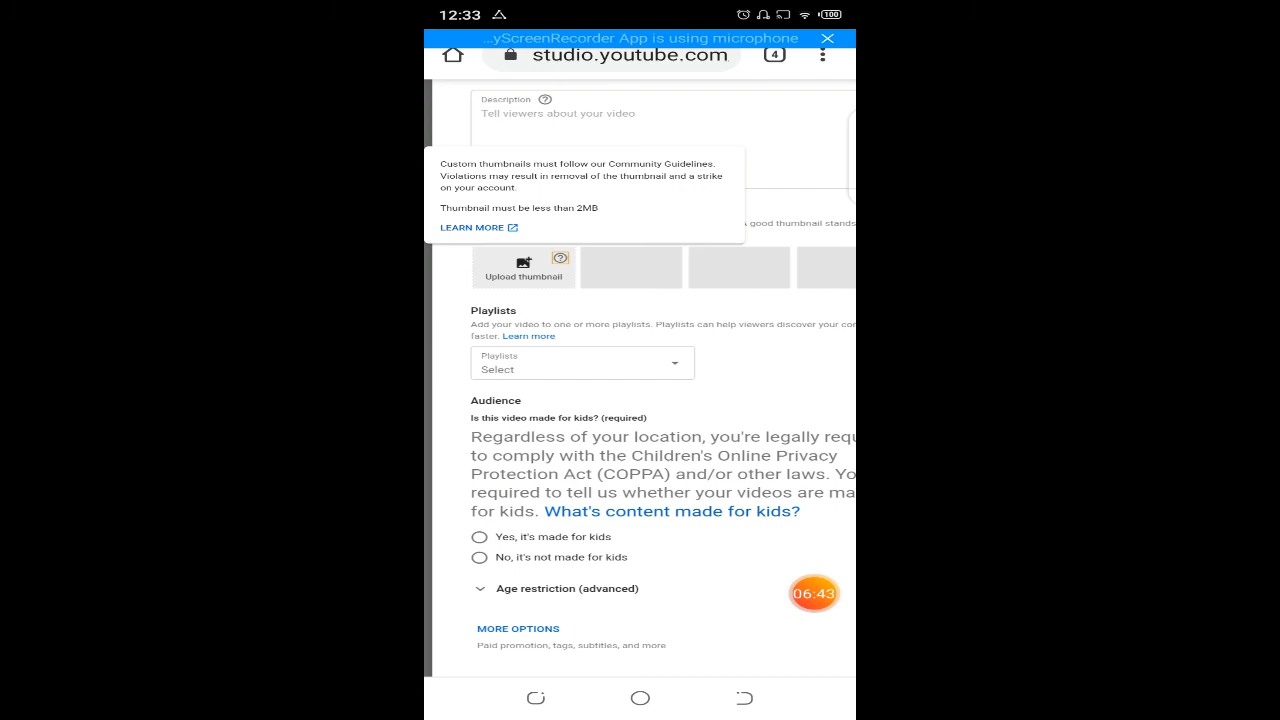 12:33
100
...yScreenRecorder App is using microphone
studio.youtube.com
4
Description
Tell viewers about your video
Custom thumbnails must follow our Community Guidelines.
Violations may result in removal of the thumbnail and a strike
on your account.
Thumbnail must be less than 2MB
LEARN MORE
good thumbnail stands
Upload thumbnail
Playlists
Add your video to one or more playlists. Playlists can help viewers discover your con
faster. Learn more
Playlists
Select
Audience
Is this video made for kids? (required)
Regardless of your location, you're legally requ
to comply with the Children's Online Privacy
Protection Act (COPPA) and/or other laws. Yo
required to tell us whether your videos are ma
for kids. What's content made for kids?
Yes, it's made for kids
No, it's not made for kids
Age restriction (advanced)
06:43
MORE OPTIONS
Paid promotion, tags, subtitles, and more